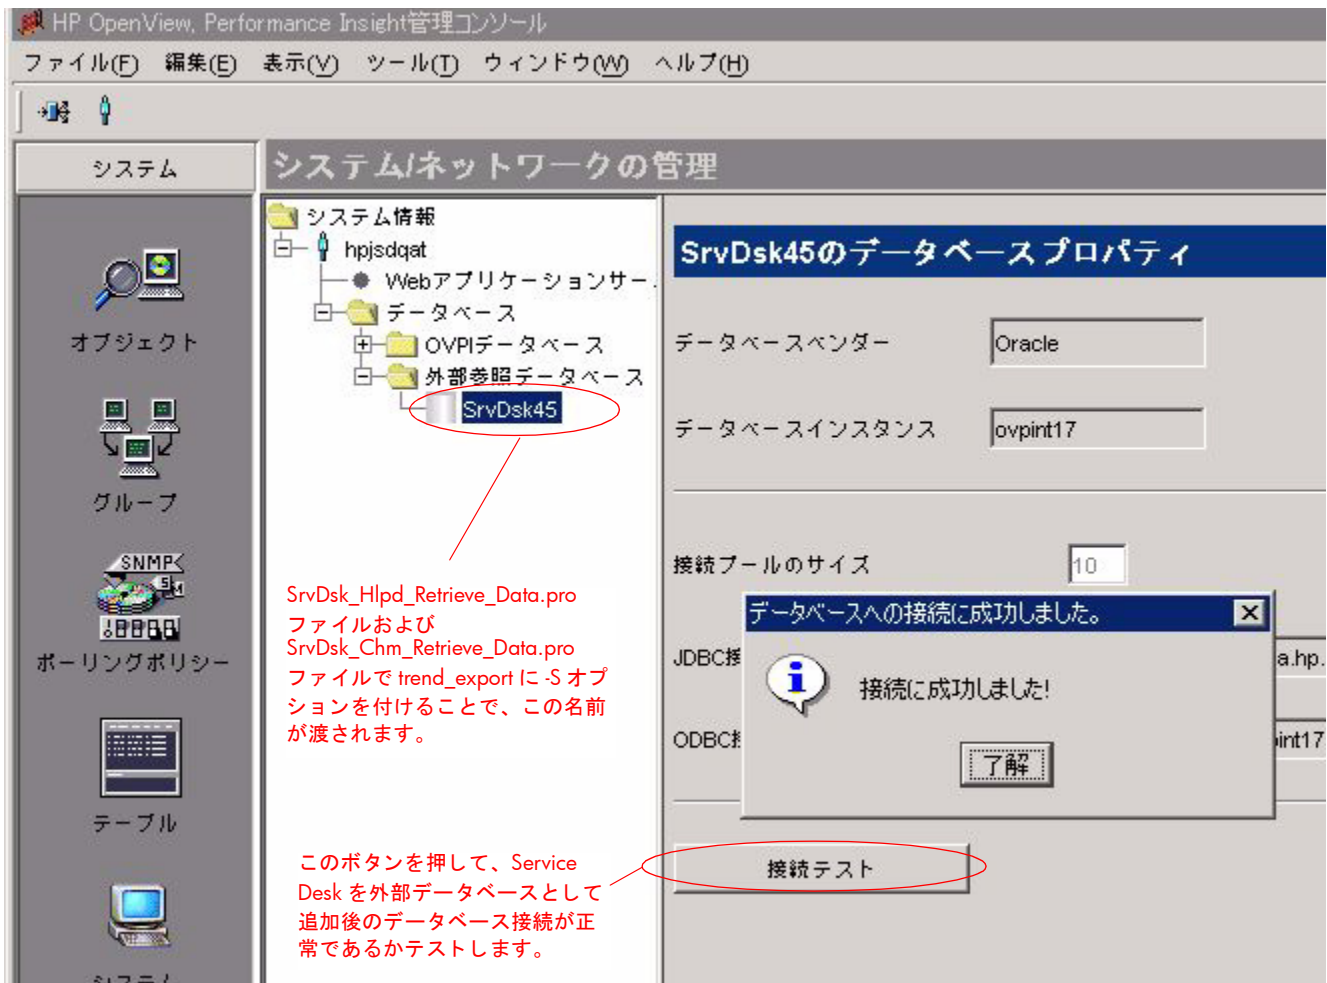 HP OpenView, Performance Insight管理コンソール
ファイル(F) 編集(E) 表示(V) ツール(T) ウィンドウ(W) ヘルプ(H)
システム
システム/ネットワークの管理
オブジェクト
グループ
SNMP
ポーリングポリシー
テーブル
システム
システム情報
hpjsdqat
Webアプリケーションサー
データベース
OVPIデータベース
外部参照データベース
SrvDsk45
SrvDsk_Hlpd_Retrieve_Data.pro
ファイルおよび
SrvDsk_Chm_Retrieve_Data.pro
ファイルで trend_export に -S オプ
ションを付けることで、この名前
が渡されます。
このボタンを押して、Service
Desk を外部データベースとして
追加後のデータベース接続が正
常であるかテストします。
SrvDsk45のデータベースプロパティ
データベースベンダー Oracle
データベースインスタンス ovpint17
接続プールのサイズ 10
データベースへの接続に成功しました。
JDBC接 a.hp.
接続に成功しました!
ODBC接 int17
了解
接続テスト